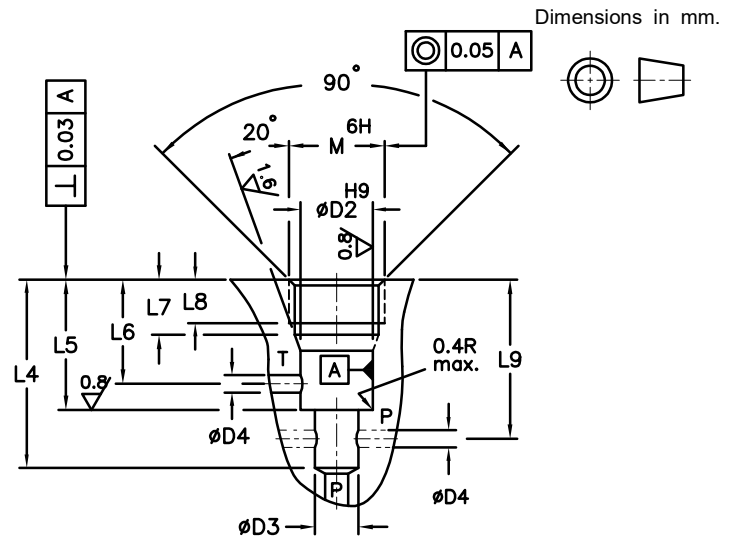 Dimensions in mm.
0.05 A
90°
0.03 A
20°
6H
M
1.6
H9
øD2
0.8
L7
L8
L6
L5
L4
T
A
0.4R
max.
L9
0.8
P
øD4
øD4
P
øD3